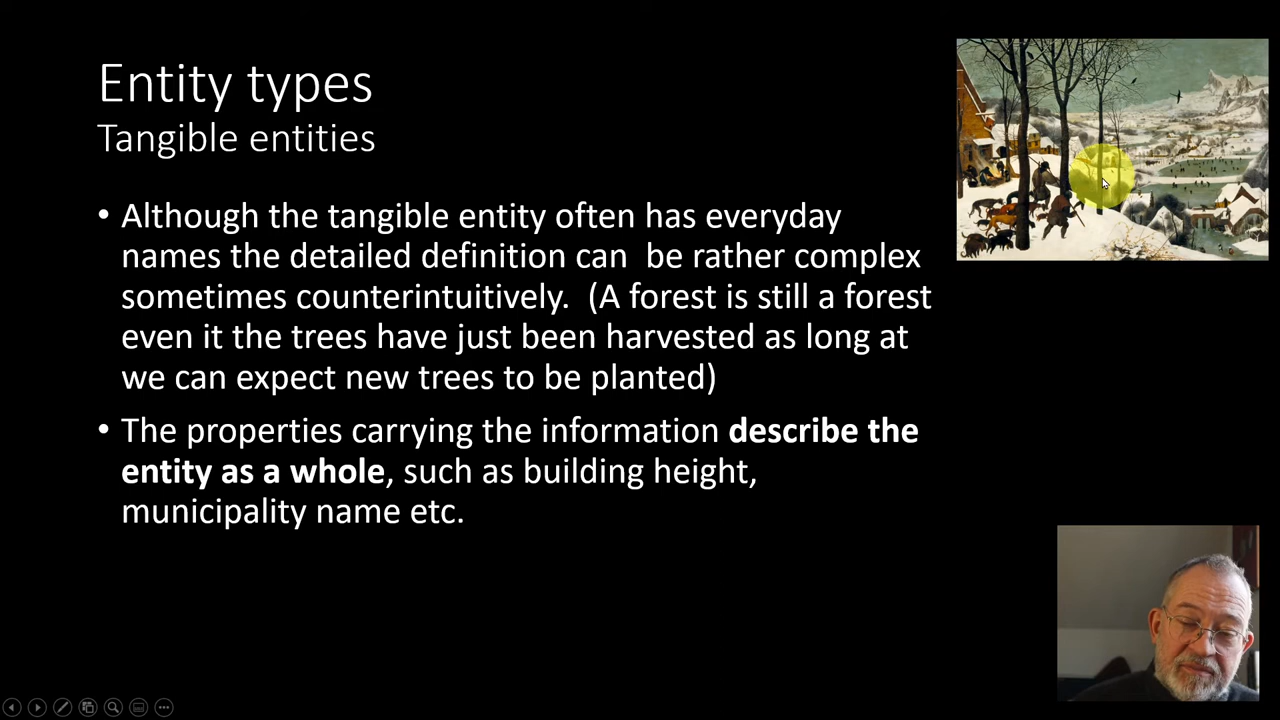 Entity types
Tangible entities
• Although the tangible entity often has everyday
names the detailed definition can  be rather complex
sometimes counterintuitively.  (A forest is still a forest
even it the trees have just been harvested as long at
we can expect new trees to be planted)
• The properties carrying the information describe the
entity as a whole, such as building height,
municipality name etc.